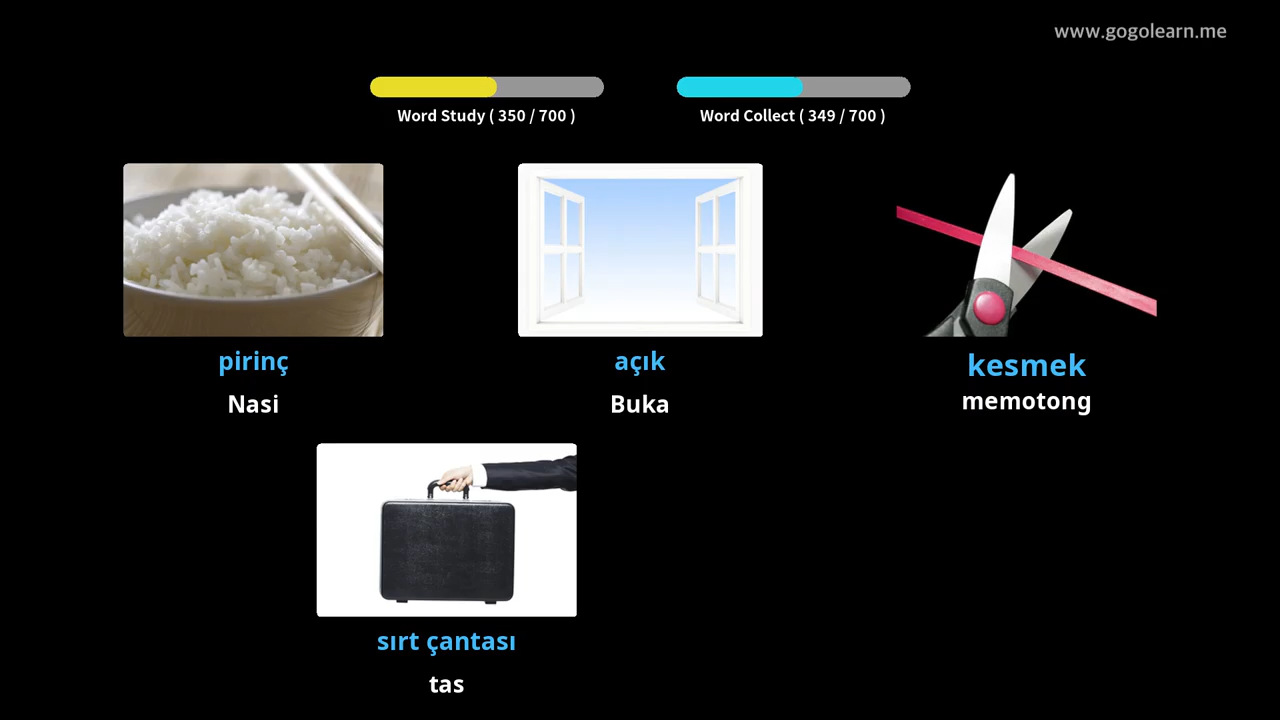 www.gogolearn.me
Word Study ( 350 / 700 )
Word Collect ( 349 / 700 )
pirinç
Nasi
açık
Buka
kesmek
memotong
sırt çantası
tas